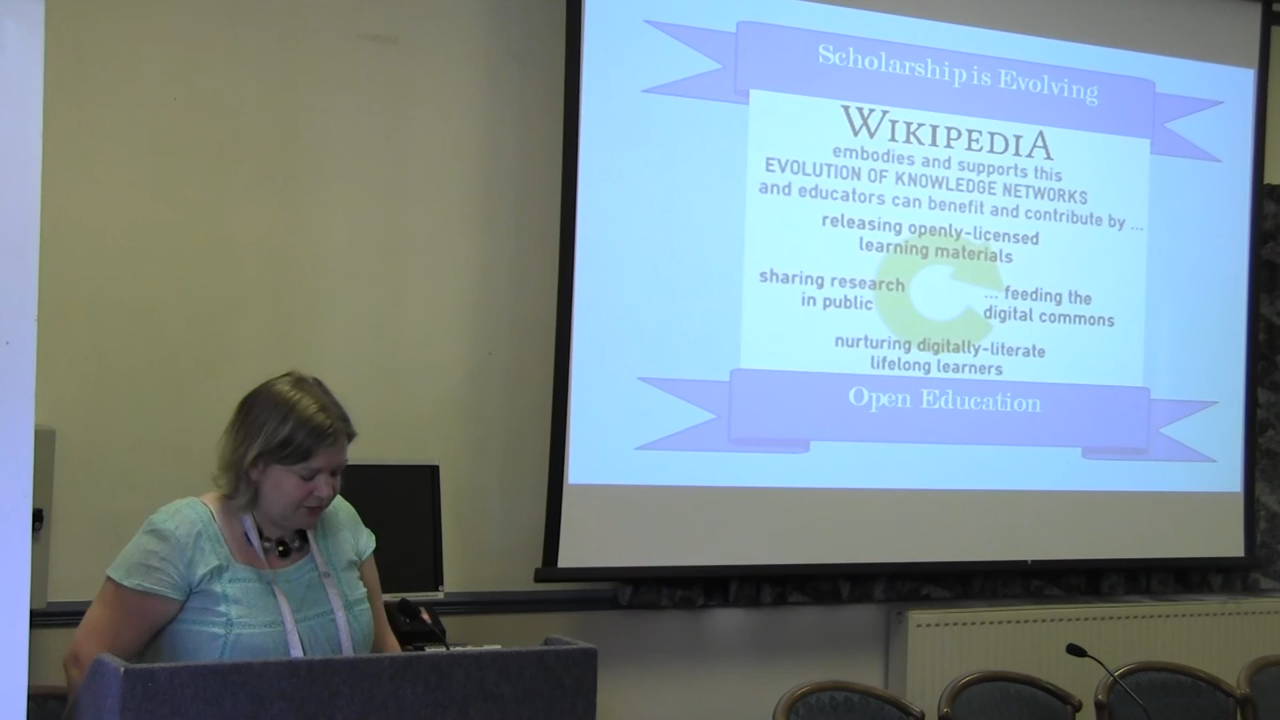 Scholarship is Evolving
WIKIPEDIA
embodies and supports this
EVOLUTION OF KNOWLEDGE NETWORKS
and educators can benefit and contribute by ...
releasing openly-licensed
learning materials
sharing research
in public
... feeding the
digital commons
nurturing digitally-literate
lifelong learners
Open Education